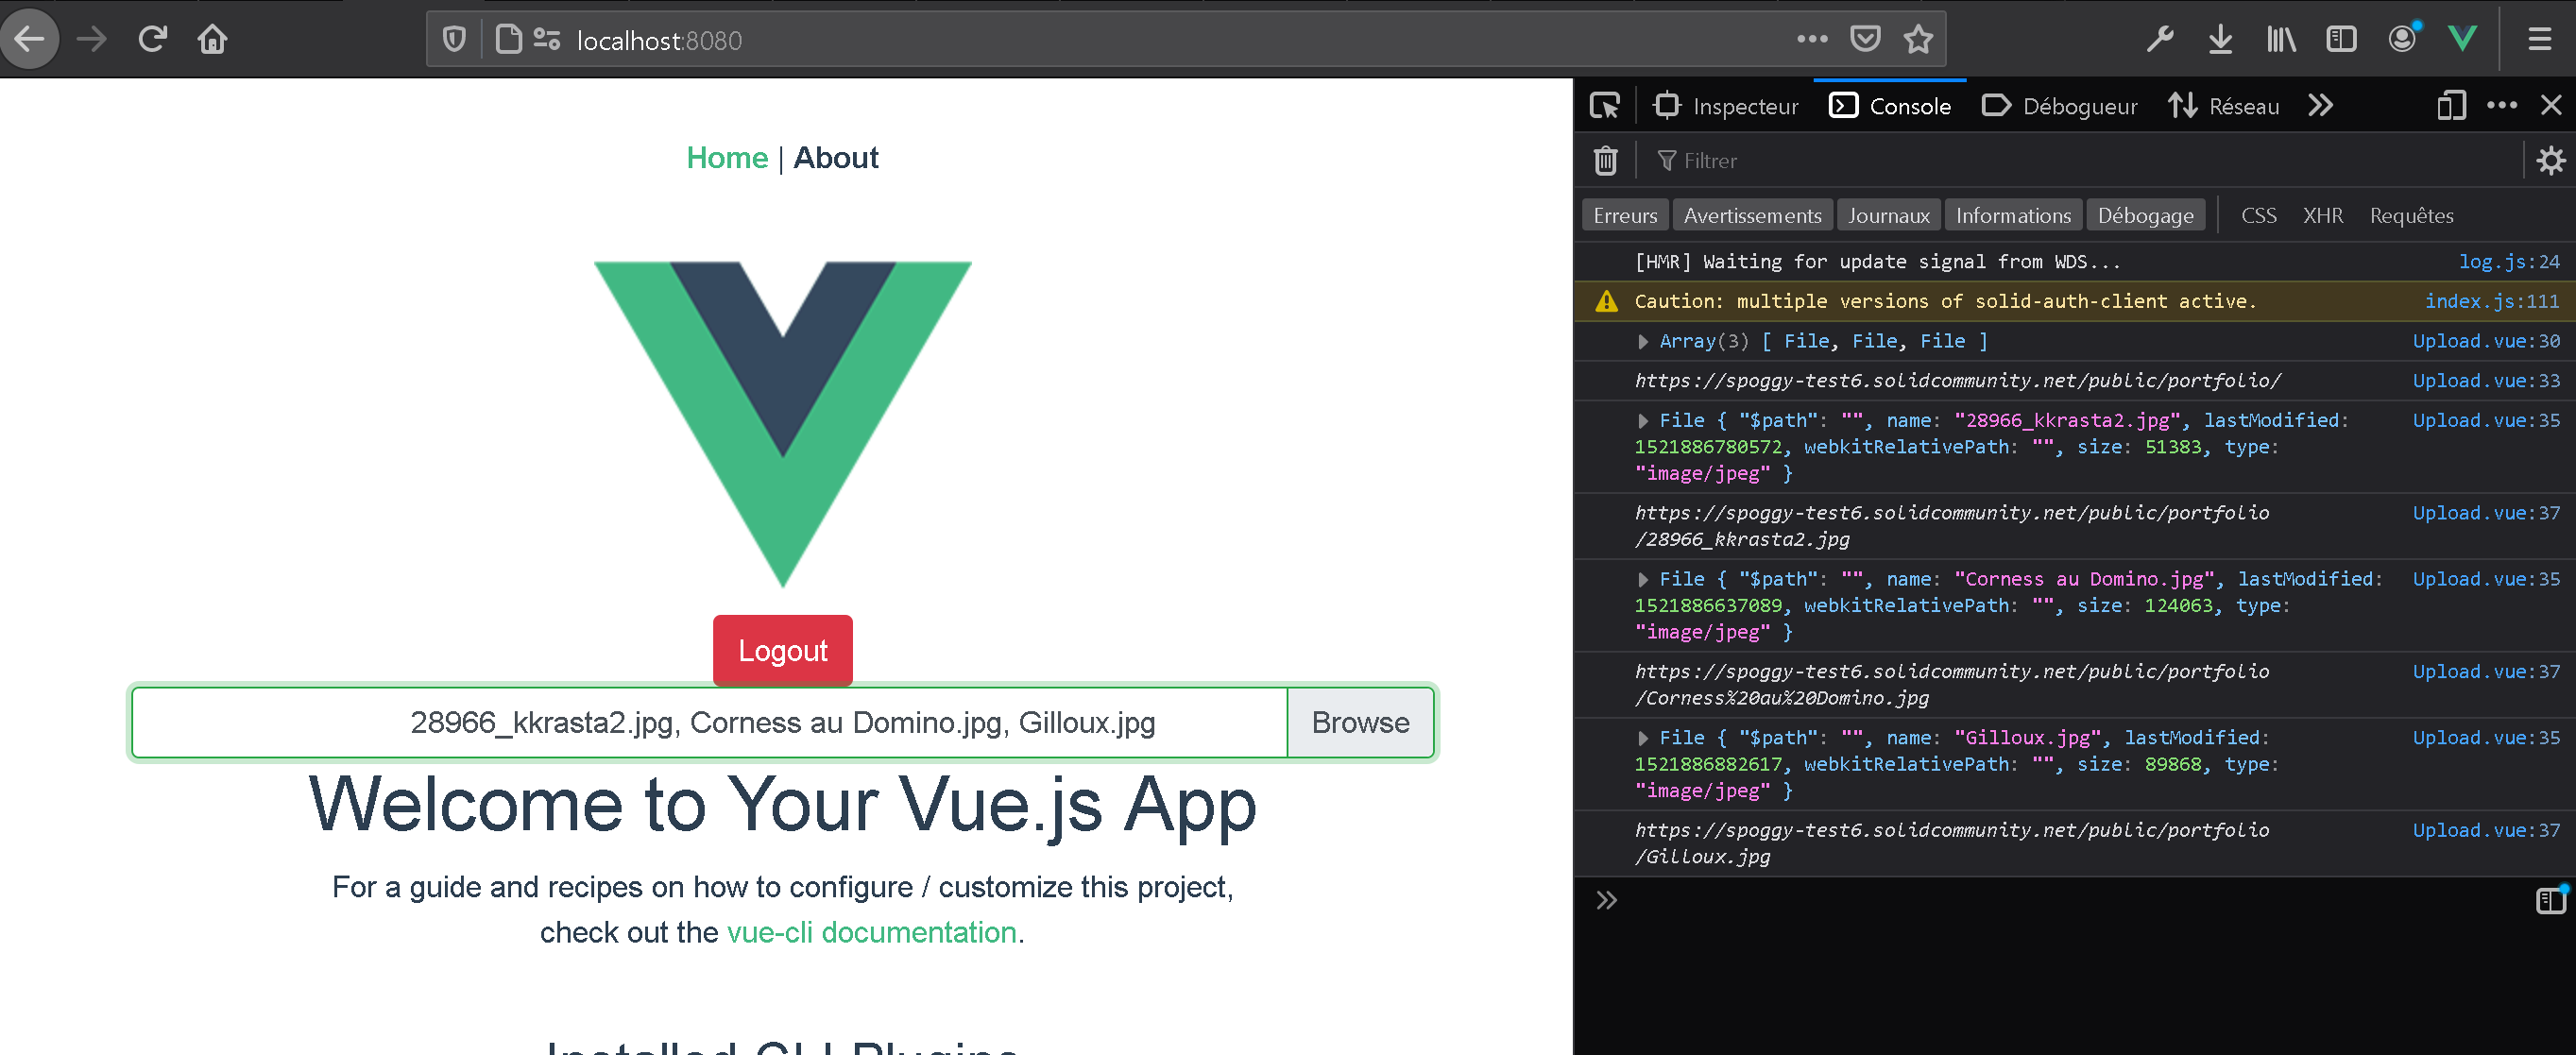 localhost:8080
Home | About
Logout
28966_kkrasta2.jpg, Corness au Domino.jpg, Gilloux.jpg
Browse
Welcome to Your Vue.js App
For a guide and recipes on how to configure / customize this project,
check out the vue-cli documentation.
Installed CLI Plugins
Inspecteur
Console
Débogueur
Réseau
Filtrer
Erreurs
Avertissements
Journaux
Informations
Débogage
CSS
XHR
Requêtes
[HMR] Waiting for update signal from WDS... log.js:24
Caution: multiple versions of solid-auth-client active. index.js:111
Array(3) [ File, File, File ] Upload.vue:30
https://spoggy-test6.solidcommunity.net/public/portfolio/ Upload.vue:33
File { "$path": "", name: "28966_kkrasta2.jpg", lastModified: Upload.vue:35
1521886780572, webkitRelativePath: "", size: 51383, type:
"image/jpeg" }
https://spoggy-test6.solidcommunity.net/public/portfolio Upload.vue:37
/28966_kkrasta2.jpg
File { "$path": "", name: "Corness au Domino.jpg", lastModified: Upload.vue:35
1521886637089, webkitRelativePath: "", size: 124063, type:
"image/jpeg" }
https://spoggy-test6.solidcommunity.net/public/portfolio Upload.vue:37
/Corness%20au%20Domino.jpg
File { "$path": "", name: "Gilloux.jpg", lastModified: Upload.vue:35
1521886882617, webkitRelativePath: "", size: 89868, type:
"image/jpeg" }
https://spoggy-test6.solidcommunity.net/public/portfolio Upload.vue:37
/Gilloux.jpg